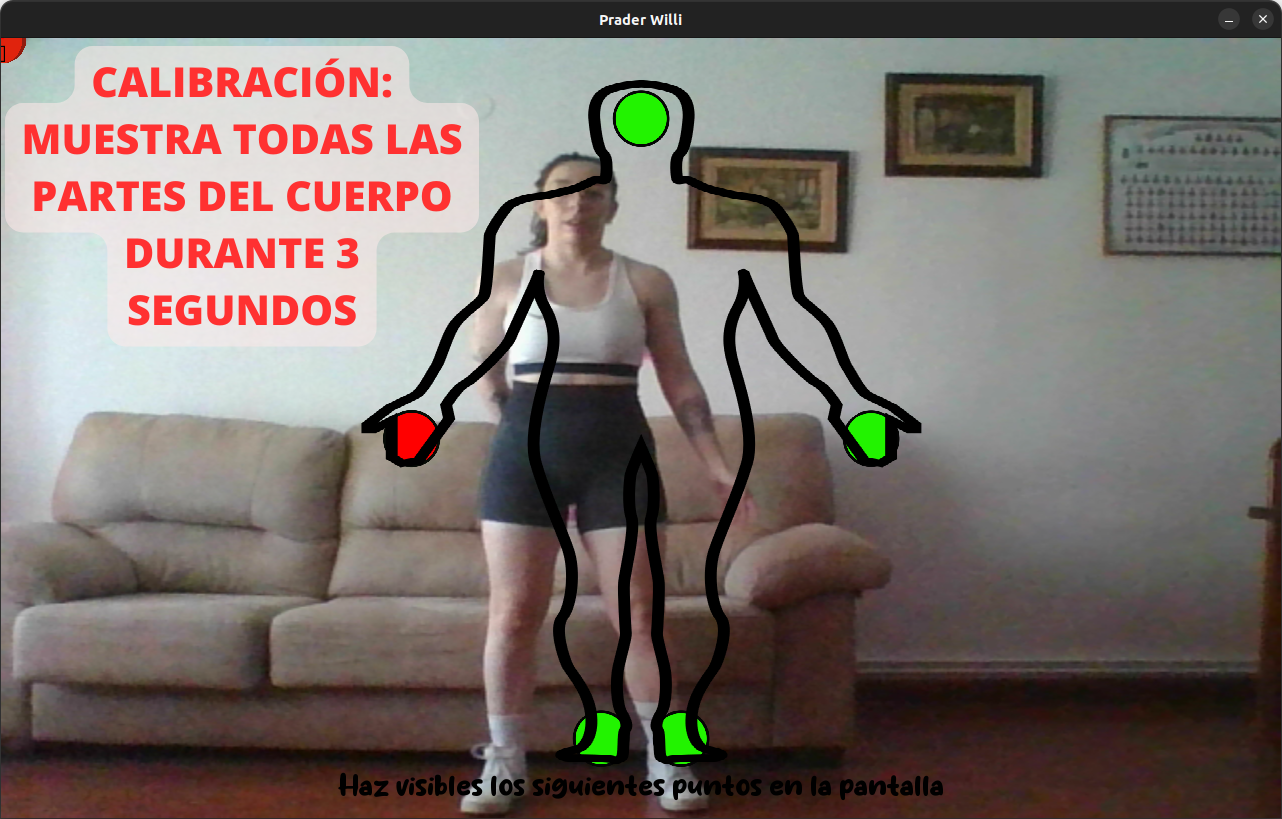 Prader Willi
CALIBRACIÓN:
MUESTRA TODAS LAS
PARTES DEL CUERPO
DURANTE 3
SEGUNDOS
Haz visibles los siguientes puntos en la pantalla